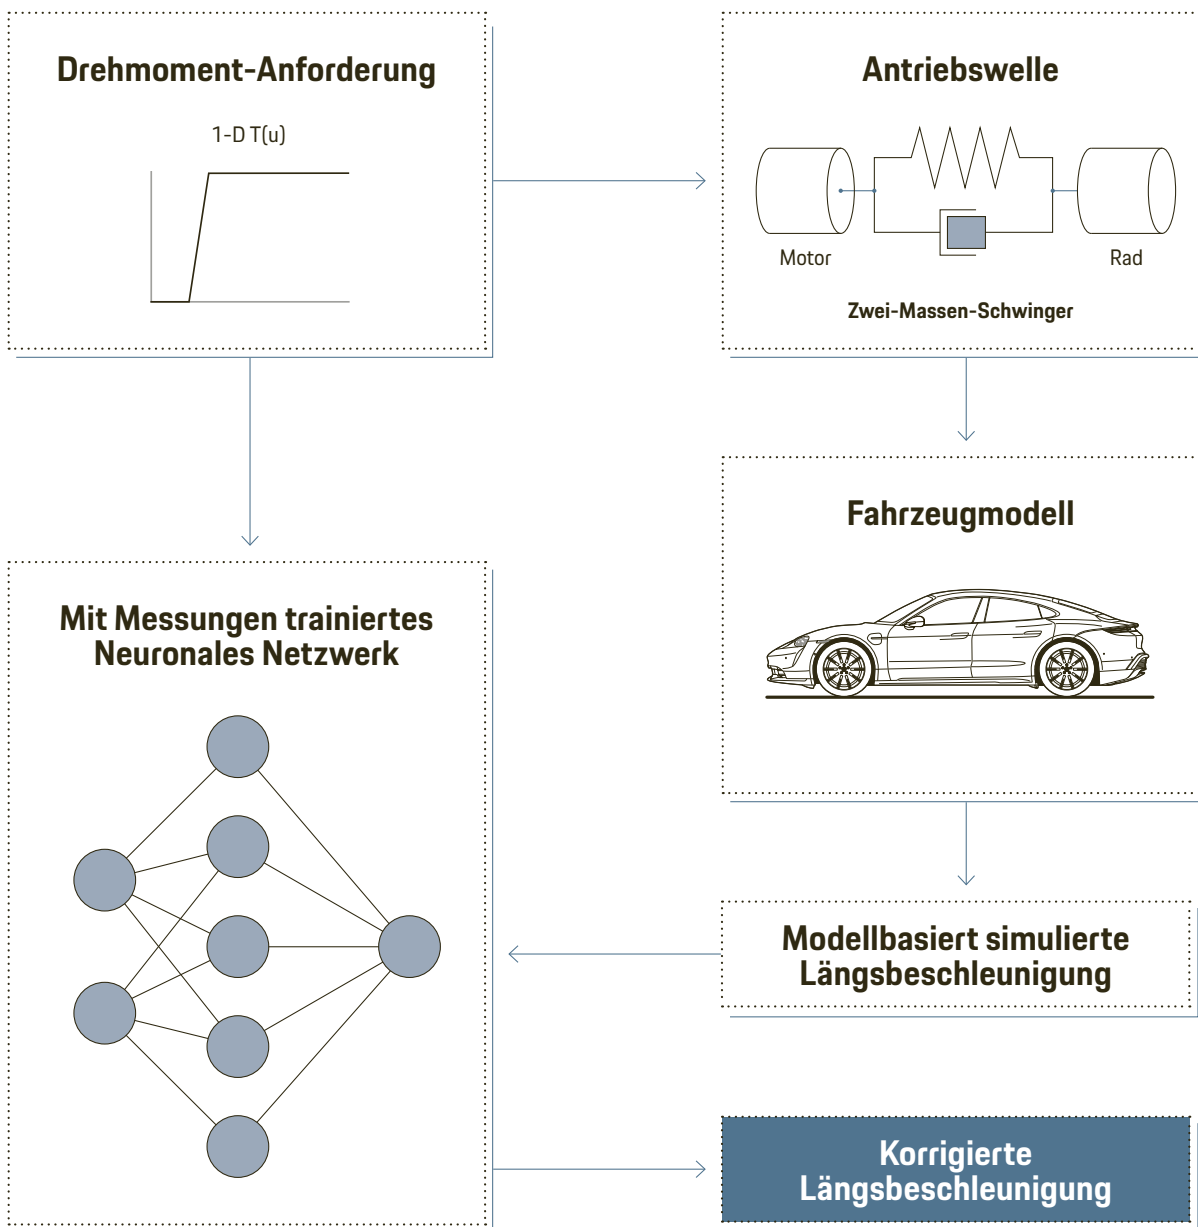 Drehmoment-Anforderung
1-D T(u)
Antriebswelle
Motor
Rad
Zwei-Massen-Schwinger
Fahrzeugmodell
Mit Messungen trainiertes
Neuronales Netzwerk
Modellbasiert simulierte
Längsbeschleunigung
Korrigierte
Längsbeschleunigung